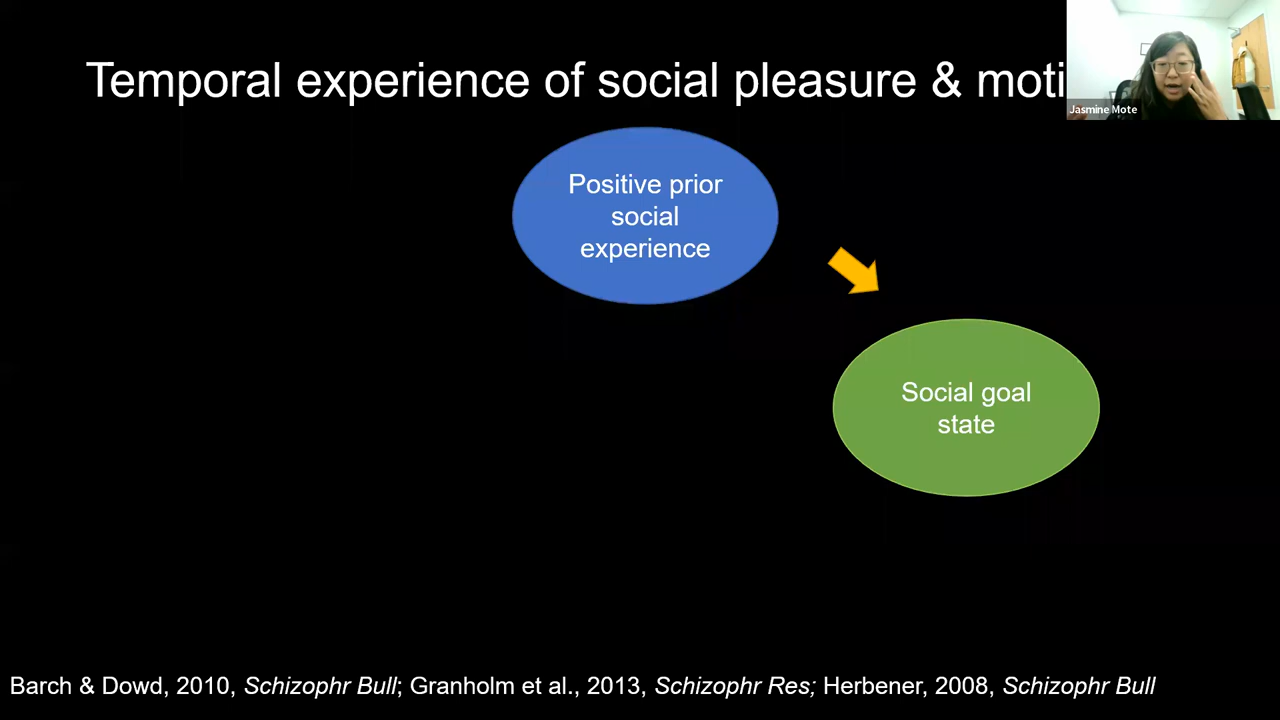 Temporal experience of social pleasure & moti
Jasmine Mote
Positive prior
social
experience
Social goal
state
Barch & Dowd, 2010, Schizophr Bull; Granholm et al., 2013, Schizophr Res; Herbener, 2008, Schizophr Bull